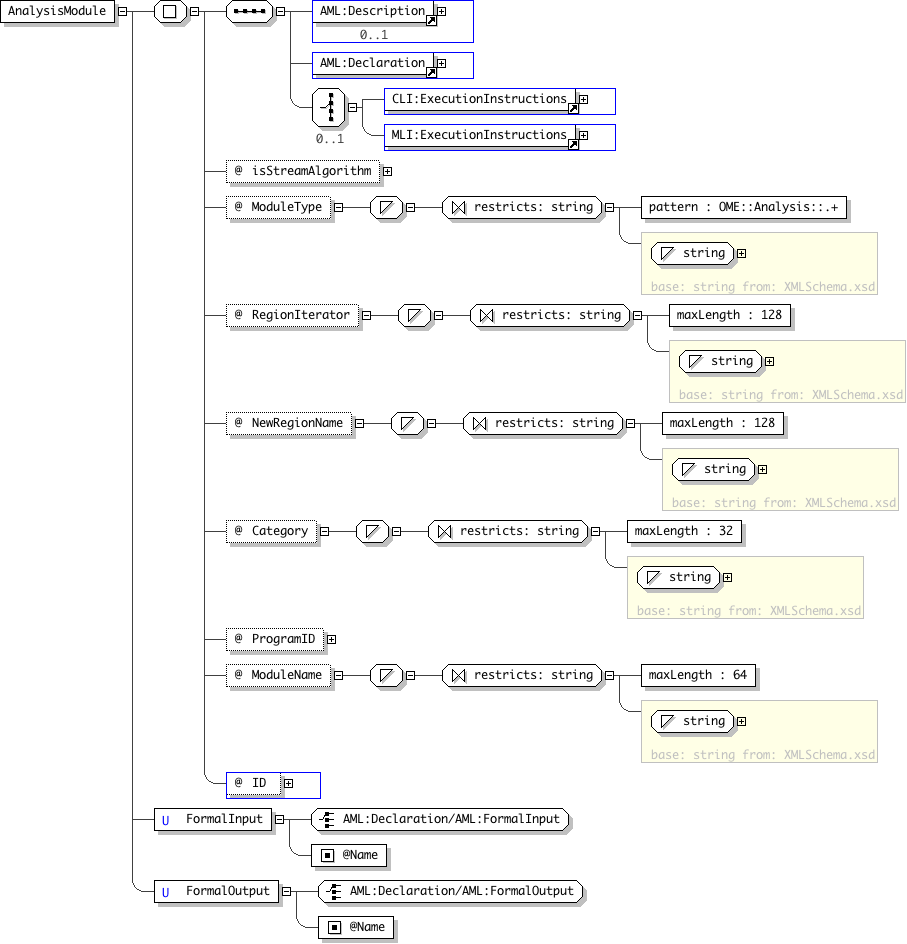 AnalysisModule
AML:Description
0..1
AML:Declaration
CLI:ExecutionInstructions
0..1
MLI:ExecutionInstructions
@ isStreamAlgorithm
@ ModuleType
restricts: string
pattern : OME::Analysis::.+
string
base: string from: XMLSchema.xsd
@ RegionIterator
restricts: string
maxLength : 128
string
base: string from: XMLSchema.xsd
@ NewRegionName
restricts: string
maxLength : 128
string
base: string from: XMLSchema.xsd
@ Category
restricts: string
maxLength : 32
string
base: string from: XMLSchema.xsd
@ ProgramID
@ ModuleName
restricts: string
maxLength : 64
string
base: string from: XMLSchema.xsd
@ ID
U FormalInput
AML:Declaration/AML:FormalInput
@Name
U FormalOutput
AML:Declaration/AML:FormalOutput
@Name